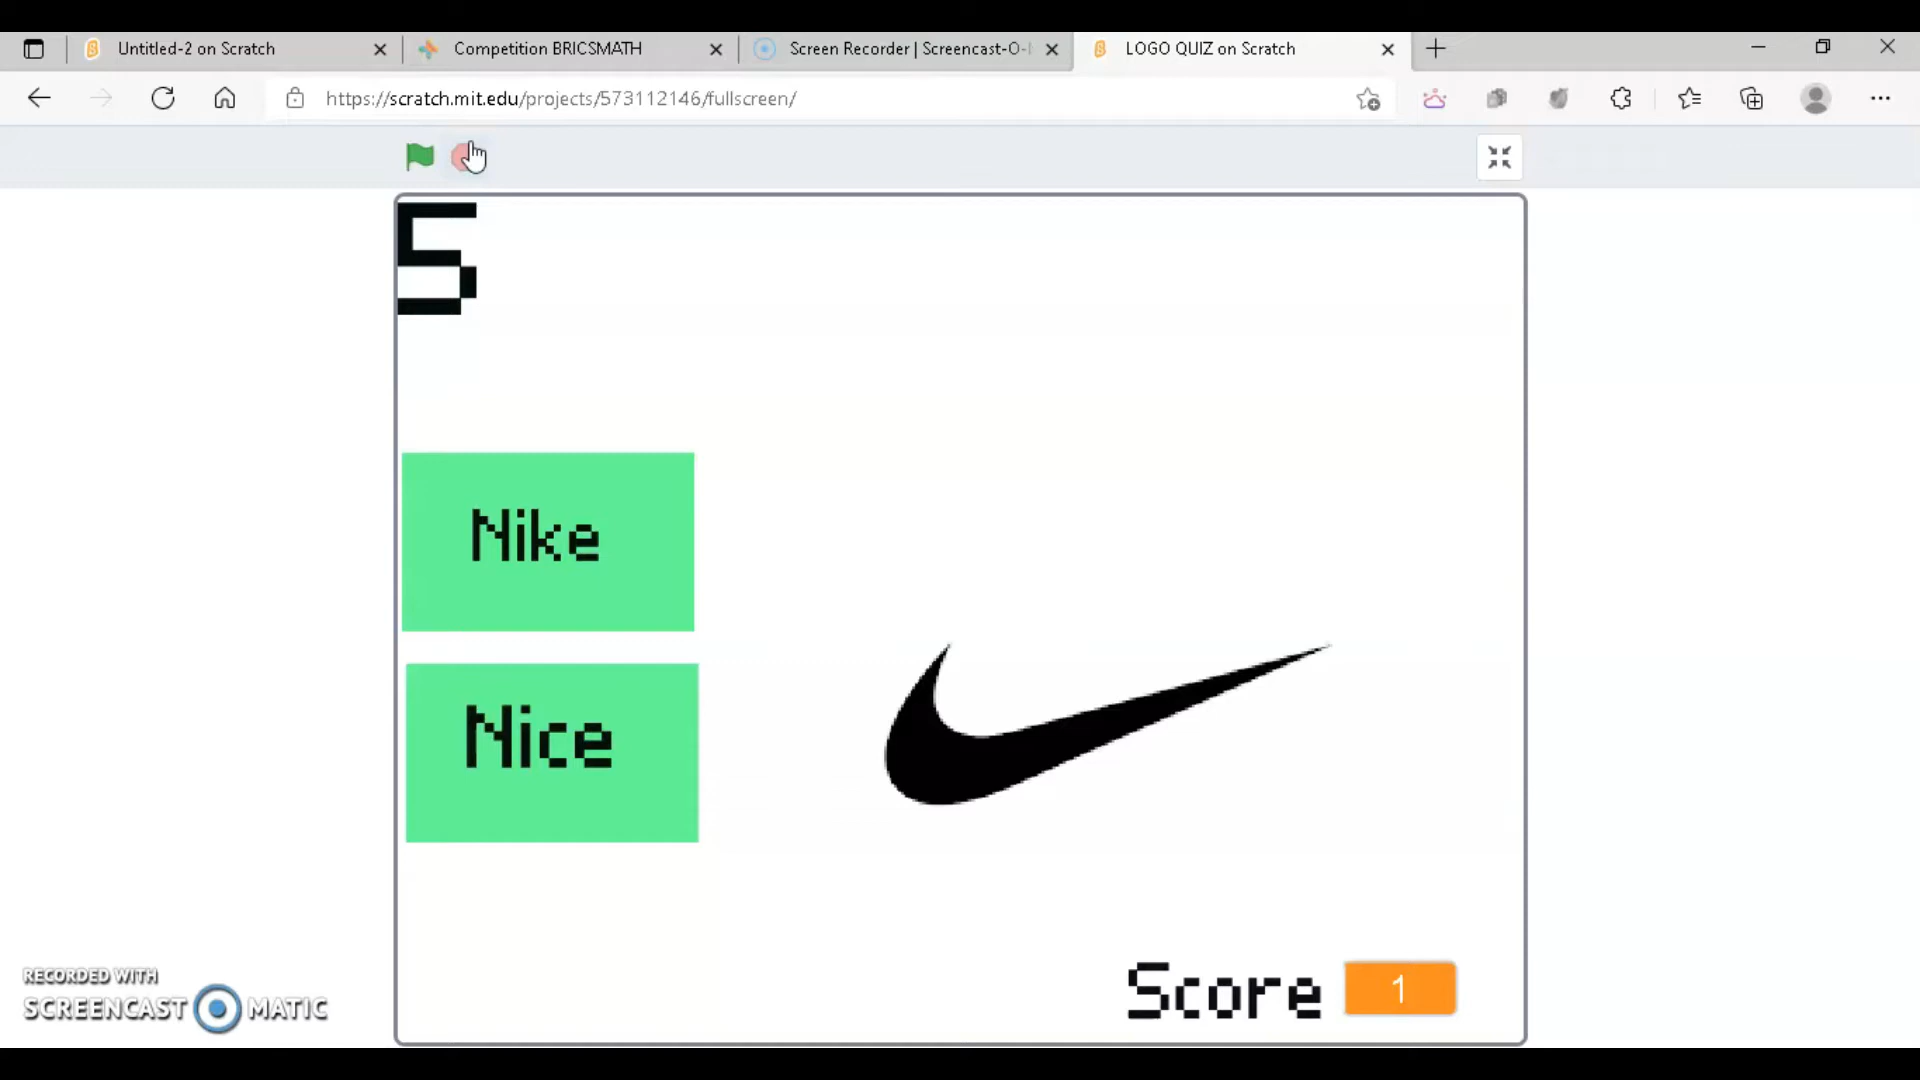 Untitled-2 on Scratch
Competition BRICSMATH
Screen Recorder | Screencast-O-
LOGO QUIZ on Scratch
https://scratch.mit.edu/projects/573112146/fullscreen/
5
Nike
Nice
Score 1
RECORDED WITH
SCREENCAST MATIC